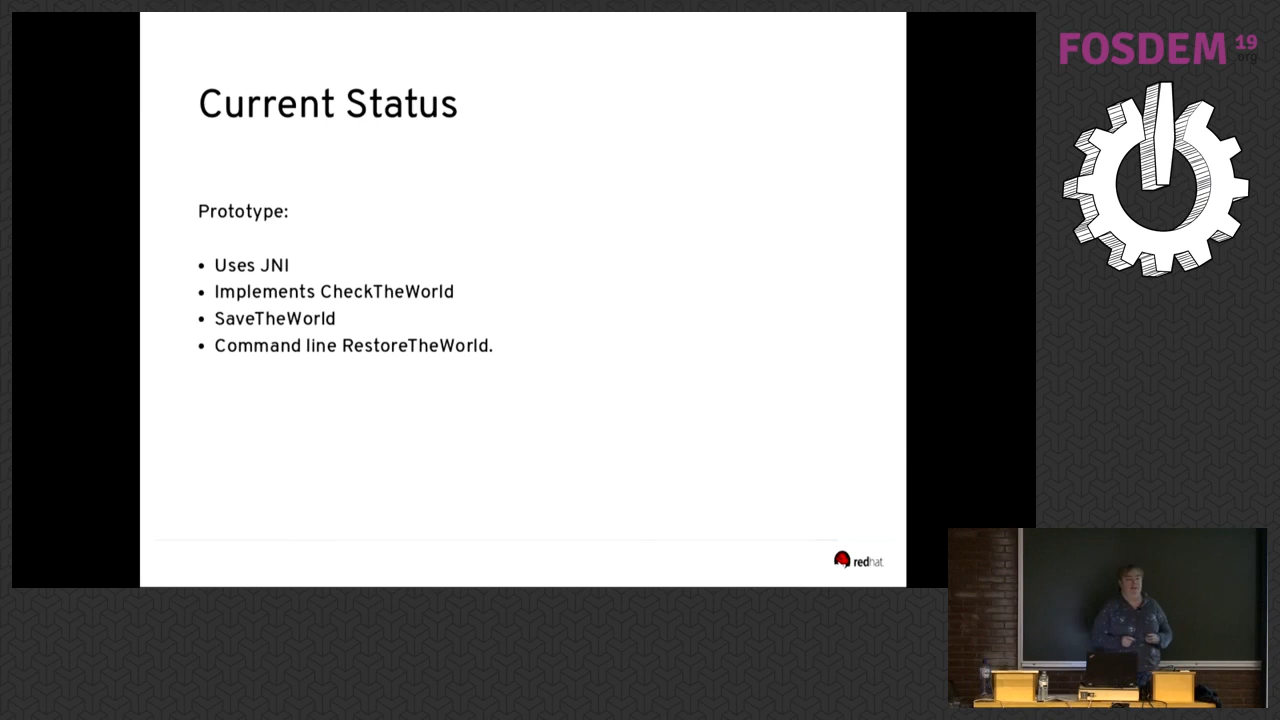 Current Status
Prototype:
• Uses JNI
• Implements CheckTheWorld
• SaveTheWorld
• Command line RestoreTheWorld.
redhat
FOSDEM 19
.org